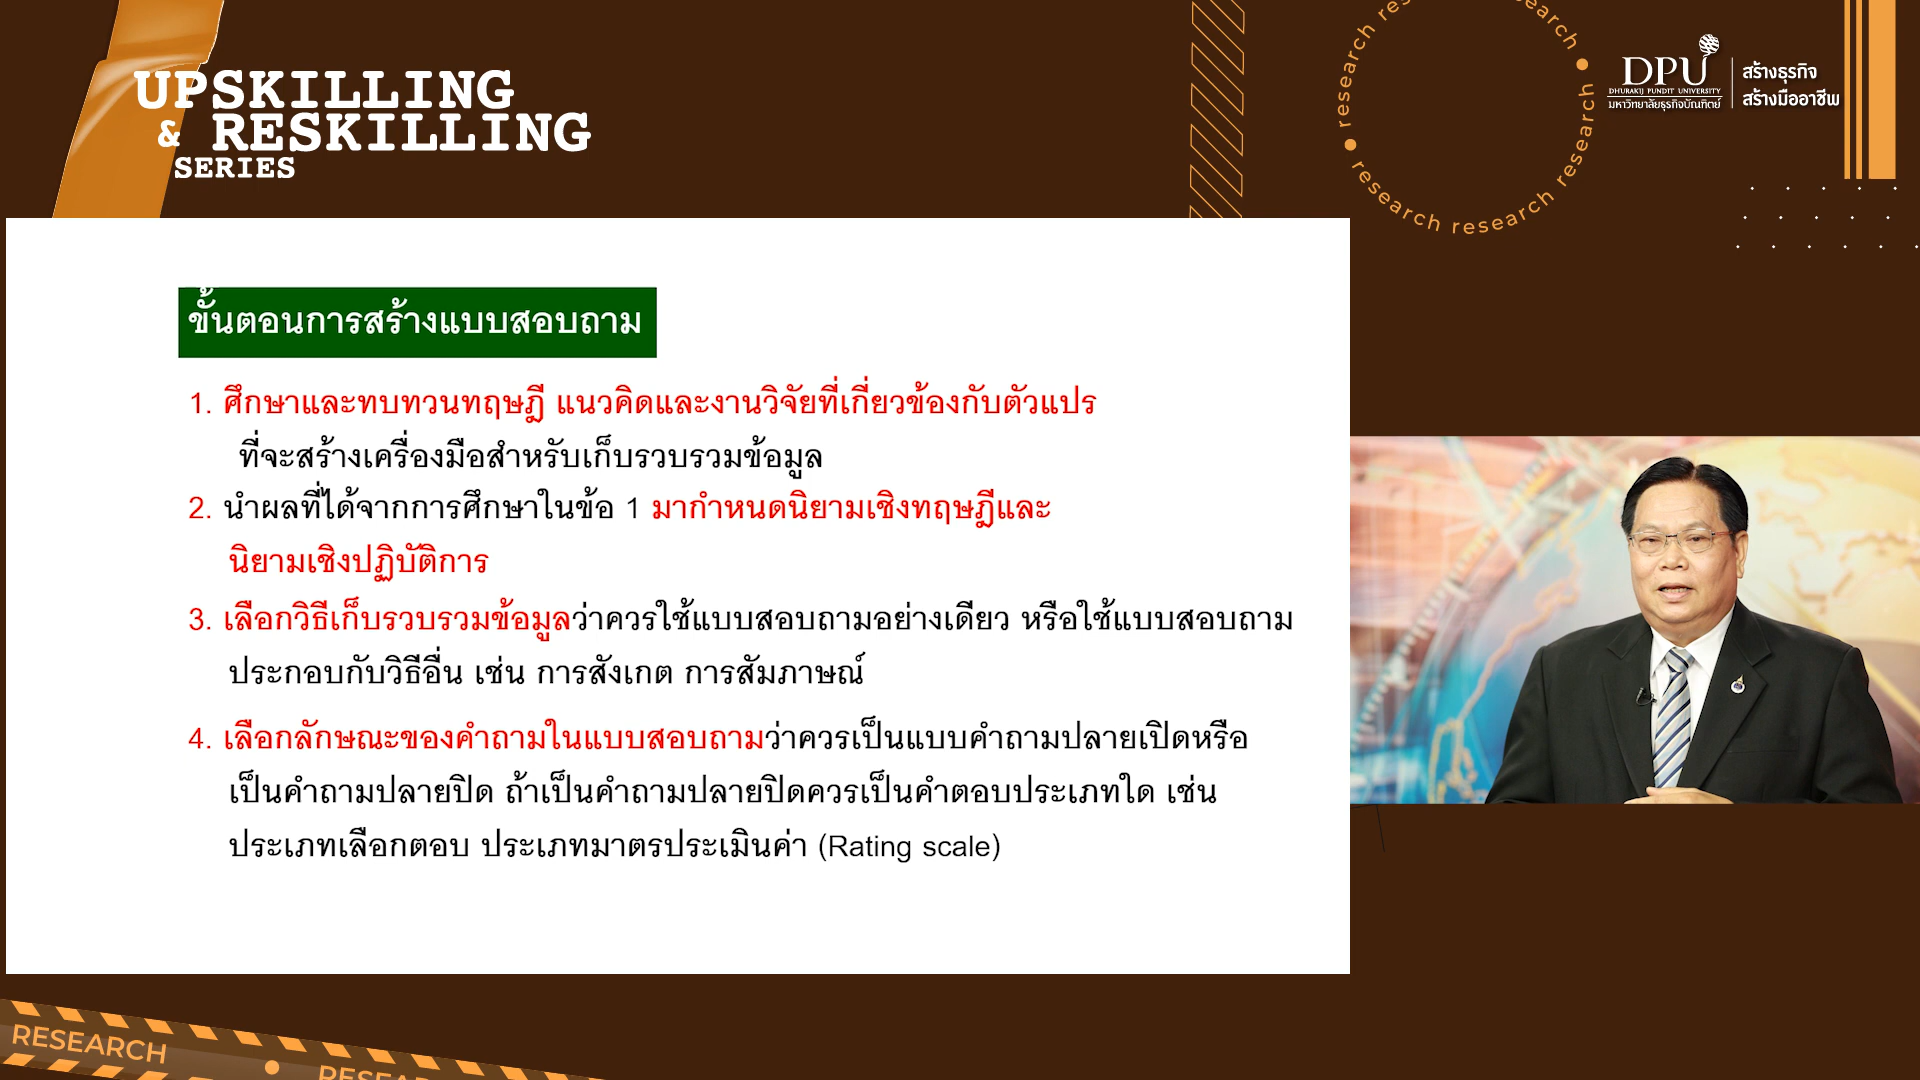 UPSKILLING
& RESKILLING
SERIES
research research research research
DPU
DHURAKIJ PUNDIT UNIVERSITY
มหาวิทยาลัยธุรกิจบัณฑิตย์
สร้างธุรกิจ
สร้างมืออาชีพ
ขั้นตอนการสร้างแบบสอบถาม
1. ศึกษาและทบทวนทฤษฎี แนวคิดและงานวิจัยที่เกี่ยวข้องกับตัวแปร
ที่จะสร้างเครื่องมือสำหรับเก็บรวบรวมข้อมูล
2. นำผลที่ได้จากการศึกษาในข้อ 1 มากำหนดนิยามเชิงทฤษฎีและ
นิยามเชิงปฏิบัติการ
3. เลือกวิธีเก็บรวบรวมข้อมูลว่าควรใช้แบบสอบถามอย่างเดียว หรือใช้แบบสอบถาม
ประกอบกับวิธีอื่น เช่น การสังเกต การสัมภาษณ์
4. เลือกลักษณะของคำถามในแบบสอบถามว่าควรเป็นแบบคำถามปลายเปิดหรือ
เป็นคำถามปลายปิด ถ้าเป็นคำถามปลายปิดควรเป็นคำตอบประเภทใด เช่น
ประเภทเลือกตอบ ประเภทมาตรประเมินค่า (Rating scale)
RESEARCH